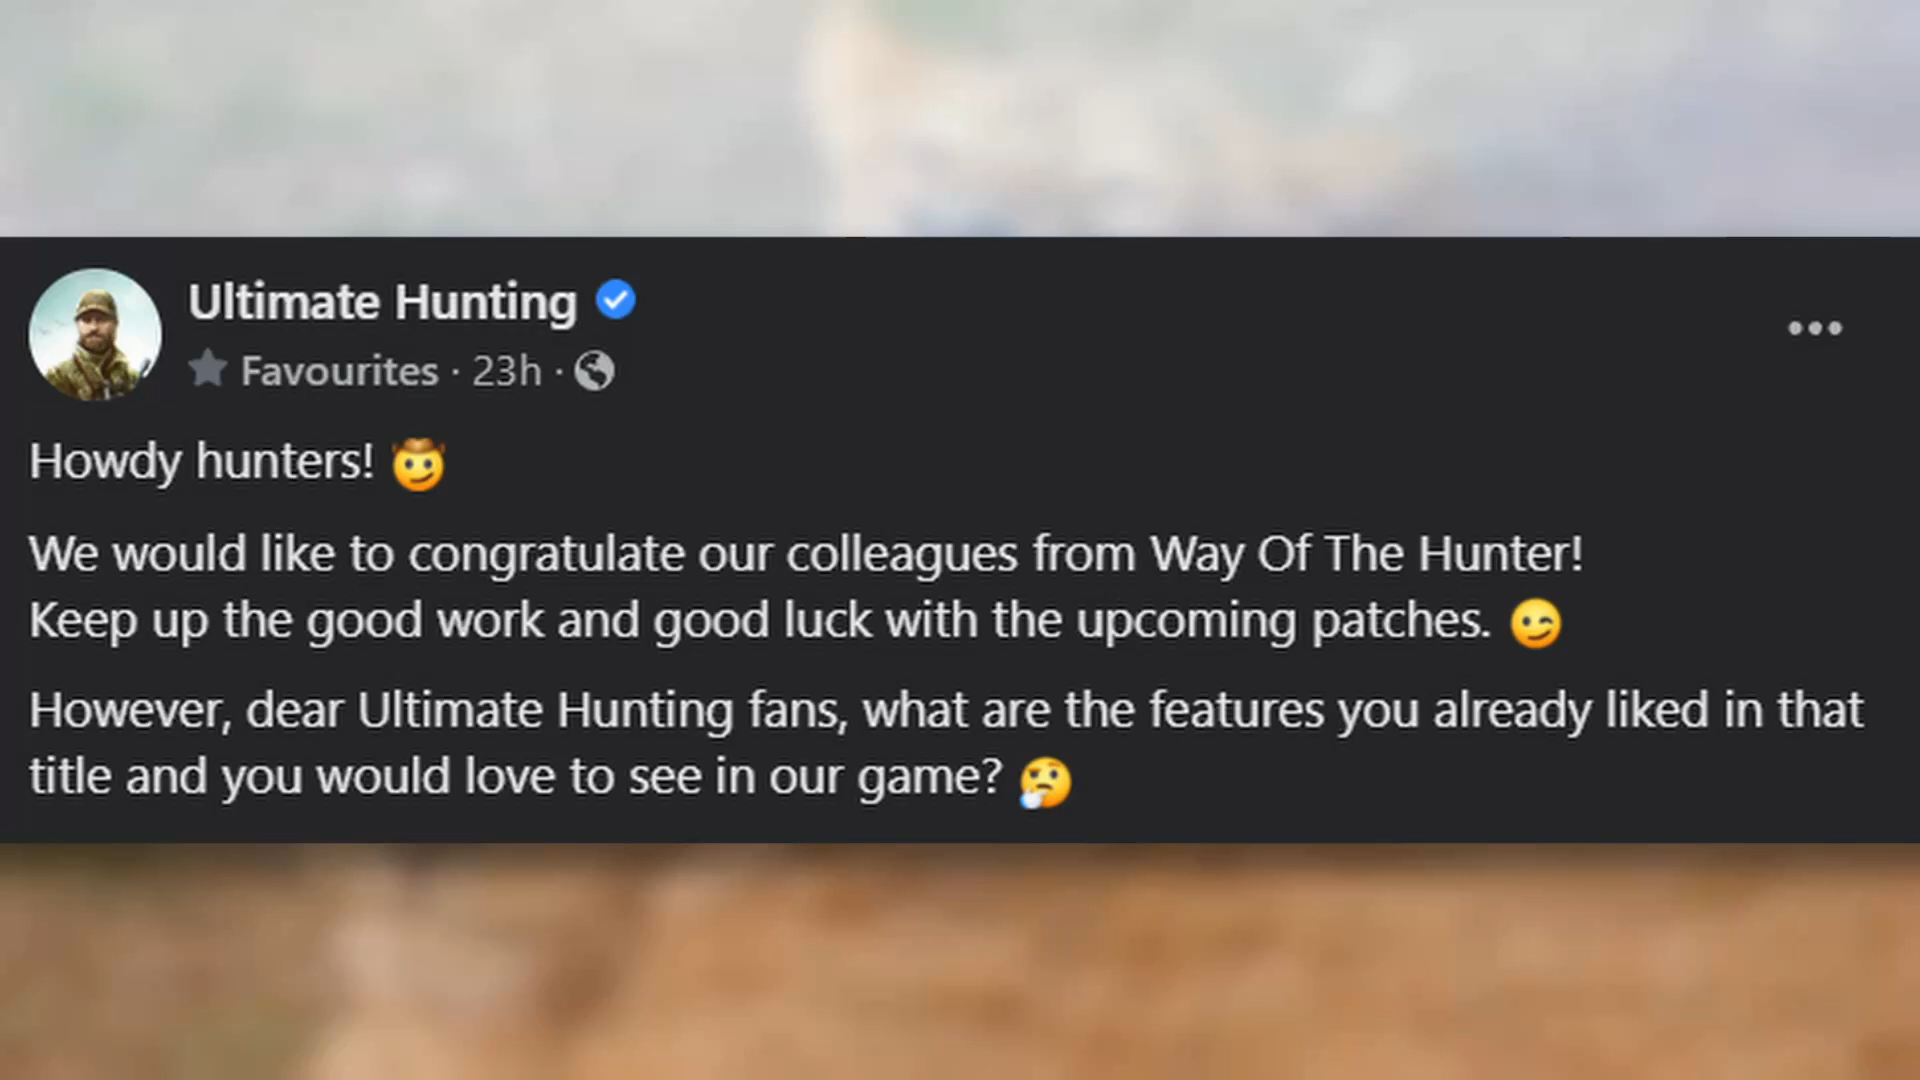 Ultimate Hunting
Favourites · 23h ·
Howdy hunters! 🤠
We would like to congratulate our colleagues from Way Of The Hunter!
Keep up the good work and good luck with the upcoming patches. 😉
However, dear Ultimate Hunting fans, what are the features you already liked in that
title and you would love to see in our game? 🤔